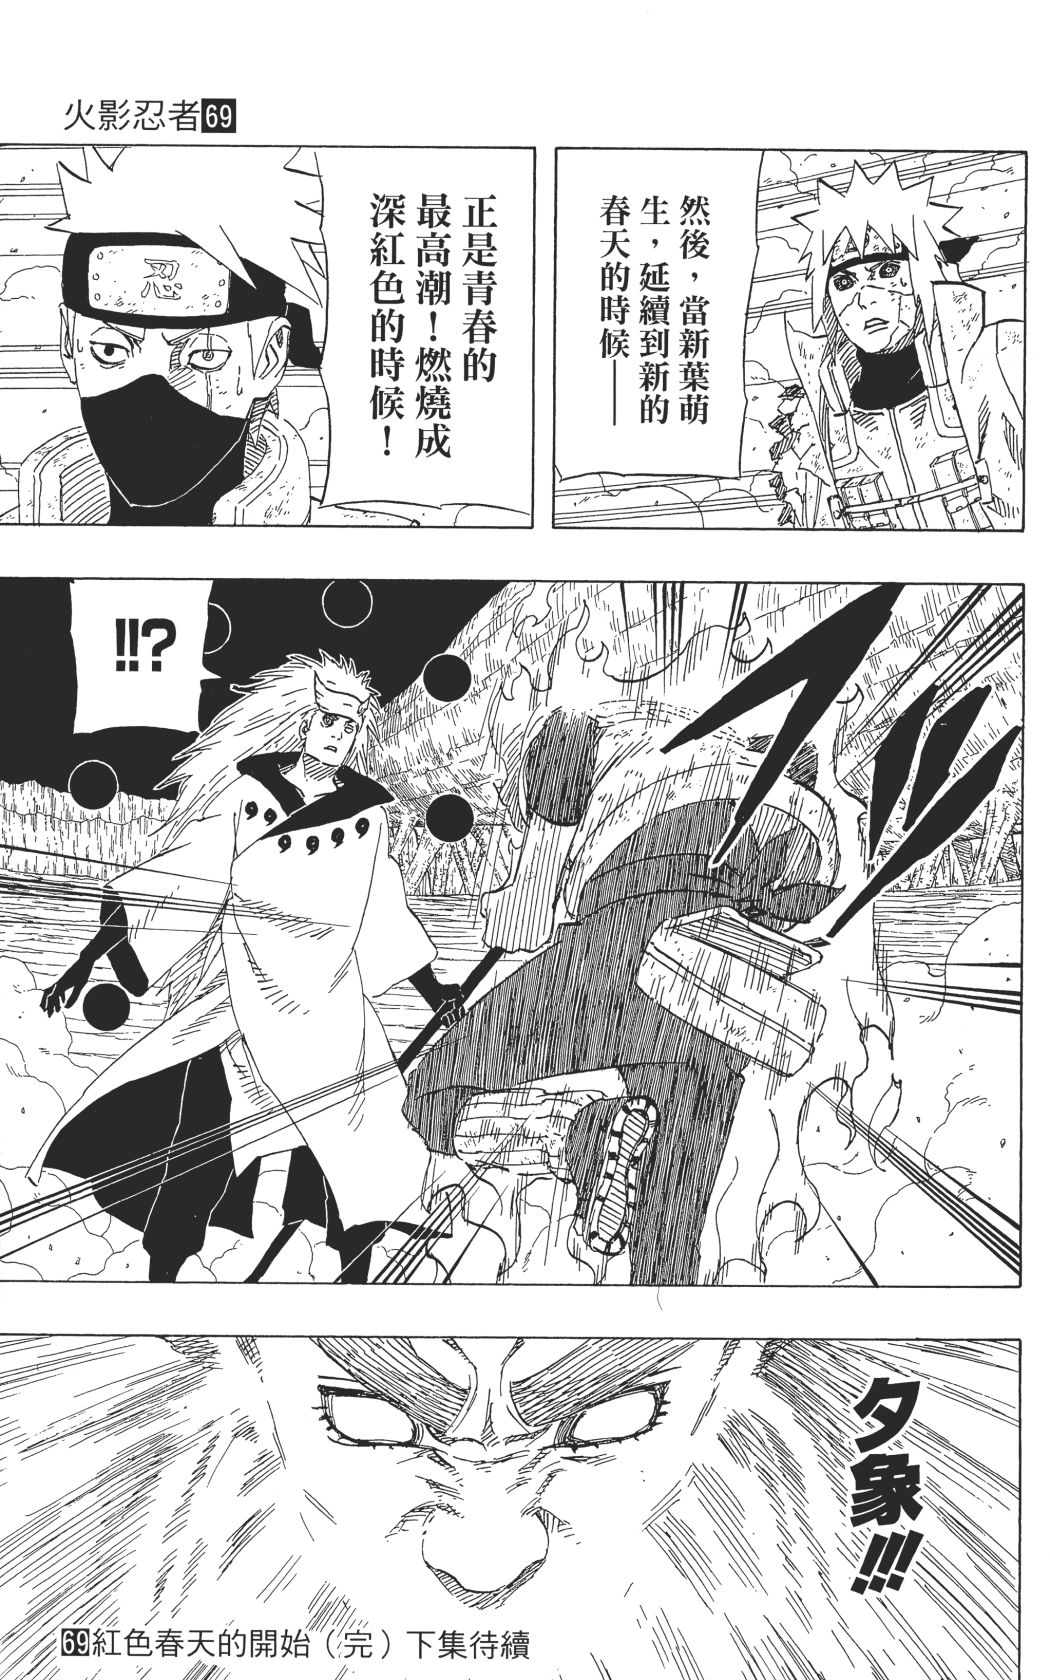 火影忍者69
然後，當新葉萌
生，延續到新的
春天的時候——
正是青春的
最高潮！燃燒成
深紅色的時候！
忍
!!?
夕象!!!
69紅色春天的開始（完）下集待續